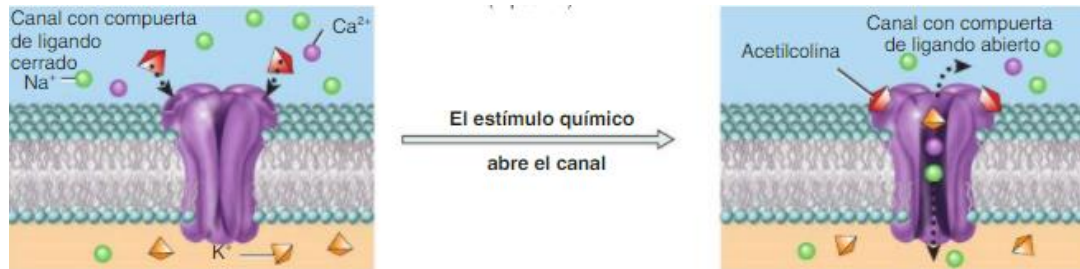 Canal con compuerta
de ligando
cerrado
Na⁺
Ca²⁺
K⁺
El estímulo químico
abre el canal
Canal con compuerta
de ligando abierto
Acetilcolina